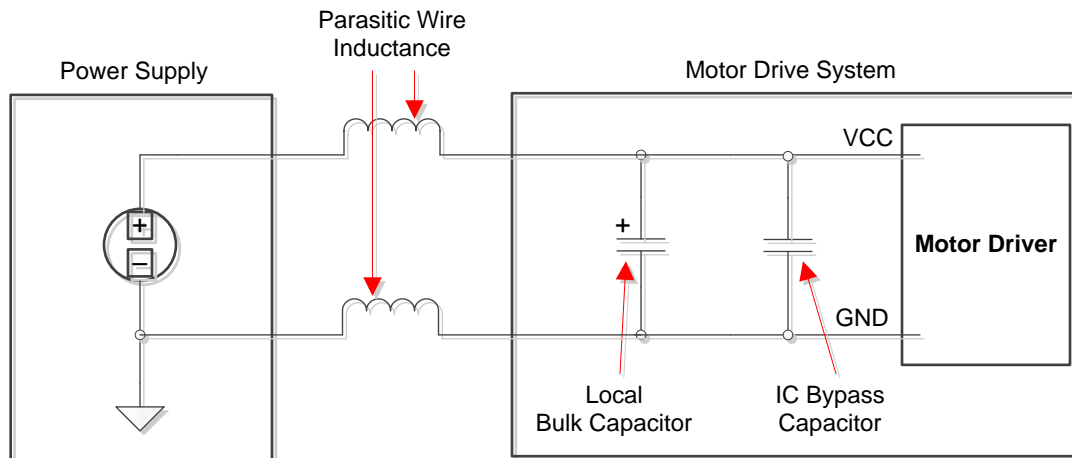 Parasitic Wire
Inductance
Power Supply
Motor Drive System
VCC
+
+
−
Motor Driver
GND
Local
Bulk Capacitor
IC Bypass
Capacitor